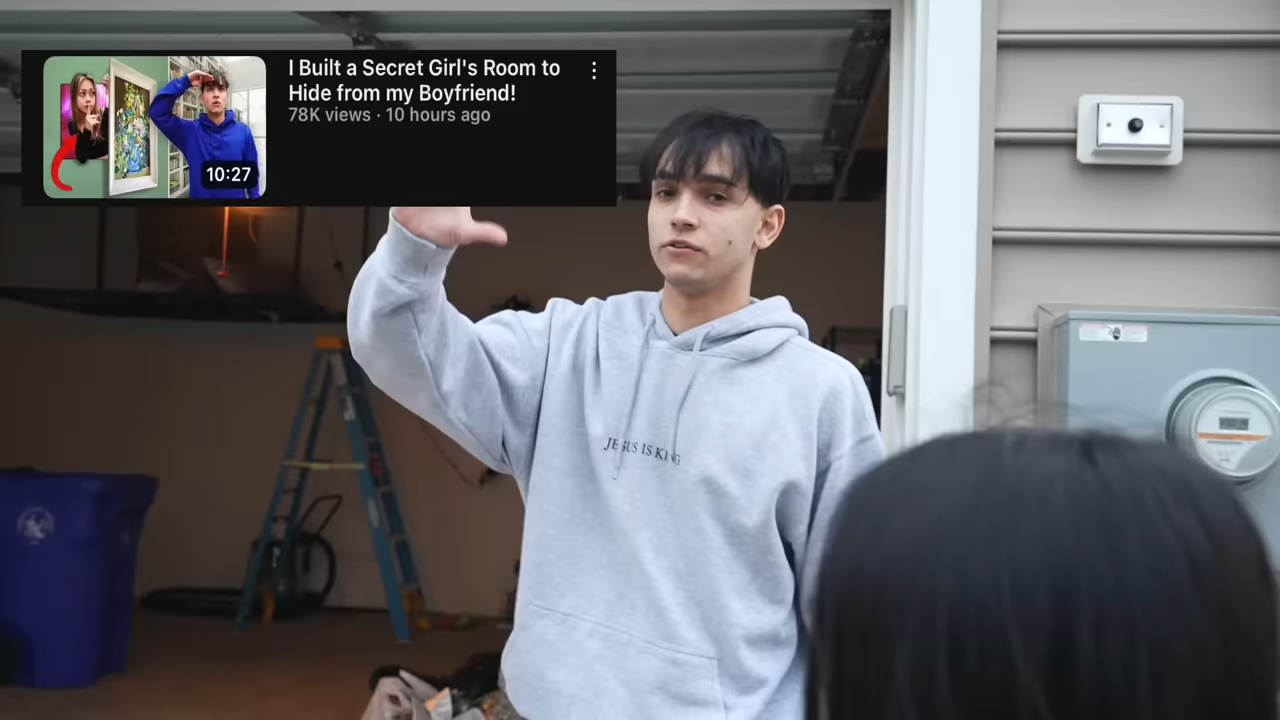 I Built a Secret Girl's Room to
Hide from my Boyfriend!
78K views · 10 hours ago
10:27
JESUS IS KING